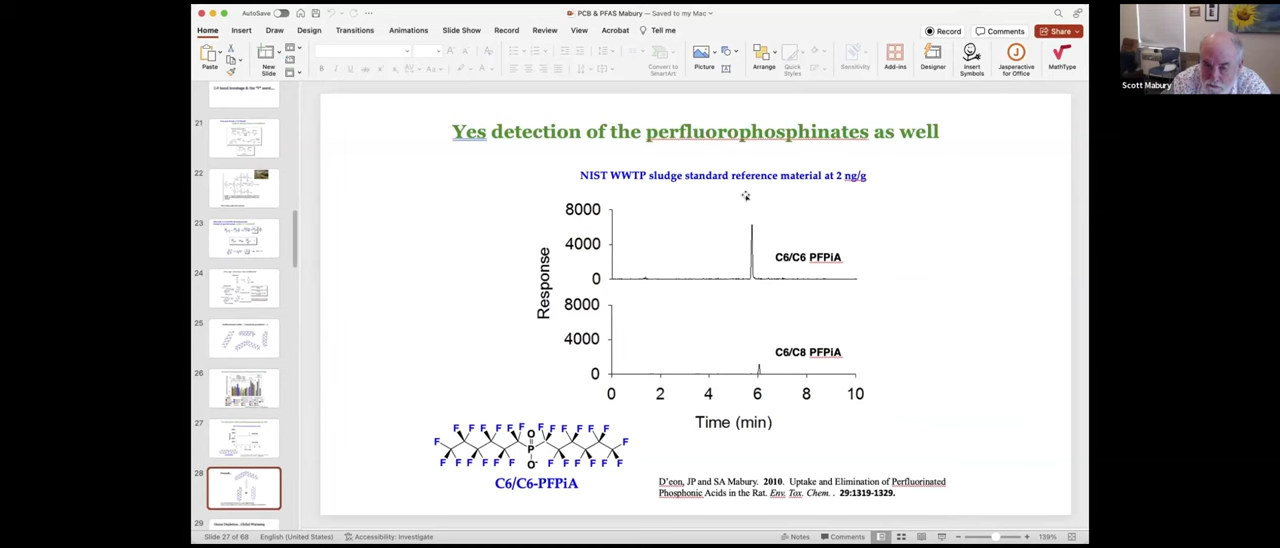 AutoSave
PCB & PFAS Mabury — Saved to my Mac
Home Insert Draw Design Transitions Animations Slide Show Record Review View Acrobat Tell me
Record Comments Share
Paste
New Slide
Convert to SmartArt
Picture
Arrange
Quick Styles
Sensitivity
Add-ins
Designer
Insert Symbols
Jasperactive for Office
MathType
Scott Mabury
21
22
23
24
25
26
27
28
29
Yes detection of the perfluorophosphinates as well
NIST WWTP sludge standard reference material at 2 ng/g
Response
8000
4000
0
C6/C6 PFPiA
8000
4000
0
C6/C8 PFPiA
0 2 4 6 8 10
Time (min)
F F F F F F O F F F F F F
F P F
F F F F F F O- F F F F F F
C6/C6-PFPiA
D'eon, JP and SA Mabury. 2010. Uptake and Elimination of Perfluorinated
Phosphonic Acids in the Rat. Env. Tox. Chem. . 29:1319-1329.
Slide 27 of 68 English (United States) Accessibility: Investigate Notes Comments 139%